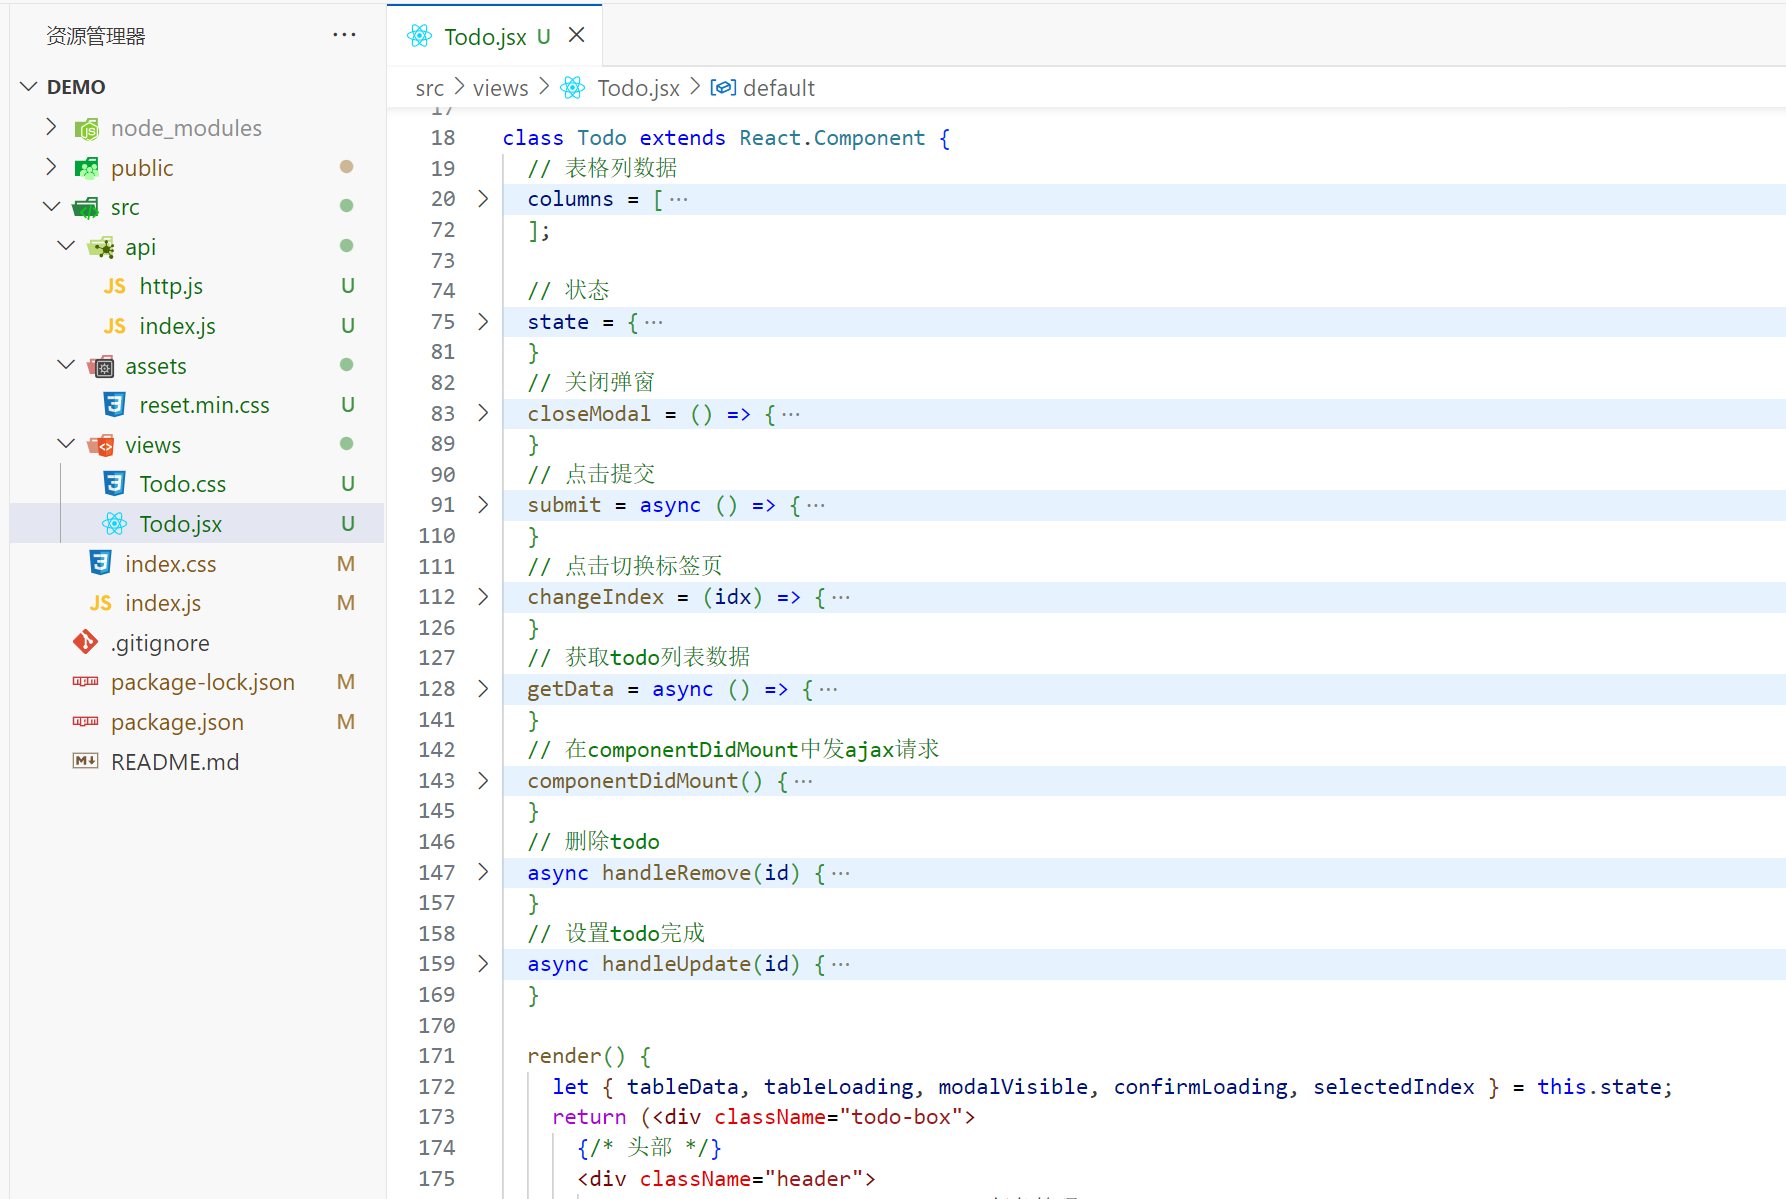 资源管理器 ···
DEMO
node_modules
public
src
api
JS http.js U
JS index.js U
assets
reset.min.css U
views
Todo.css U
Todo.jsx U
index.css M
JS index.js M
.gitignore
package-lock.json M
package.json M
README.md
Todo.jsx U
src > views > Todo.jsx > default
17
18 class Todo extends React.Component {
19 // 表格列数据
20 columns = [ ···
72 ];
73
74 // 状态
75 state = { ···
81 }
82 // 关闭弹窗
83 closeModal = () => { ···
89 }
90 // 点击提交
91 submit = async () => { ···
110 }
111 // 点击切换标签页
112 changeIndex = (idx) => { ···
126 }
127 // 获取todo列表数据
128 getData = async () => { ···
141 }
142 // 在componentDidMount中发ajax请求
143 componentDidMount() { ···
145 }
146 // 删除todo
147 async handleRemove(id) { ···
157 }
158 // 设置todo完成
159 async handleUpdate(id) { ···
169 }
170
171 render() {
172 let { tableData, tableLoading, modalVisible, confirmLoading, selectedIndex } = this.state;
173 return (<div className="todo-box">
174 {/* 头部 */}
175 <div className="header">